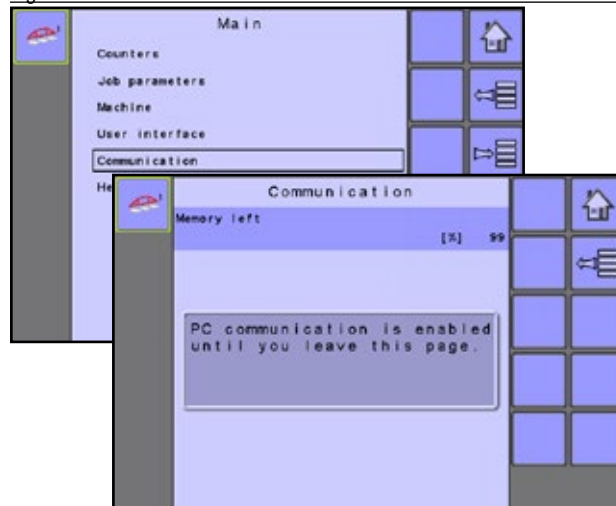 Main
Counters
Job parameters
Machine
User interface
Communication
He
Communication
Memory left
[%] 99
PC communication is enabled
until you leave this page.